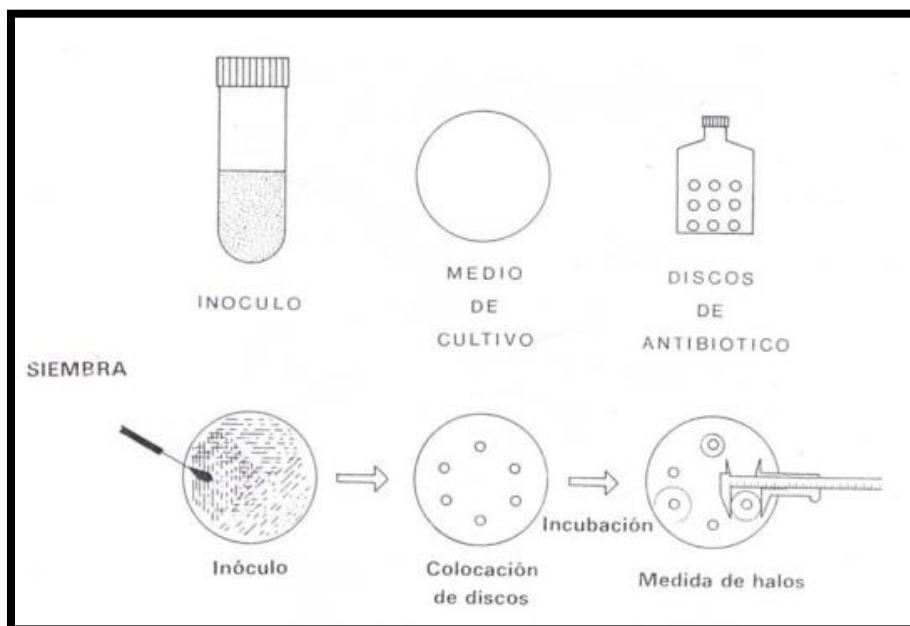 INOCULO
MEDIO
DE
CULTIVO
DISCOS
DE
ANTIBIOTICO
SIEMBRA
Inóculo
Colocación
de discos
Incubación
Medida de halos